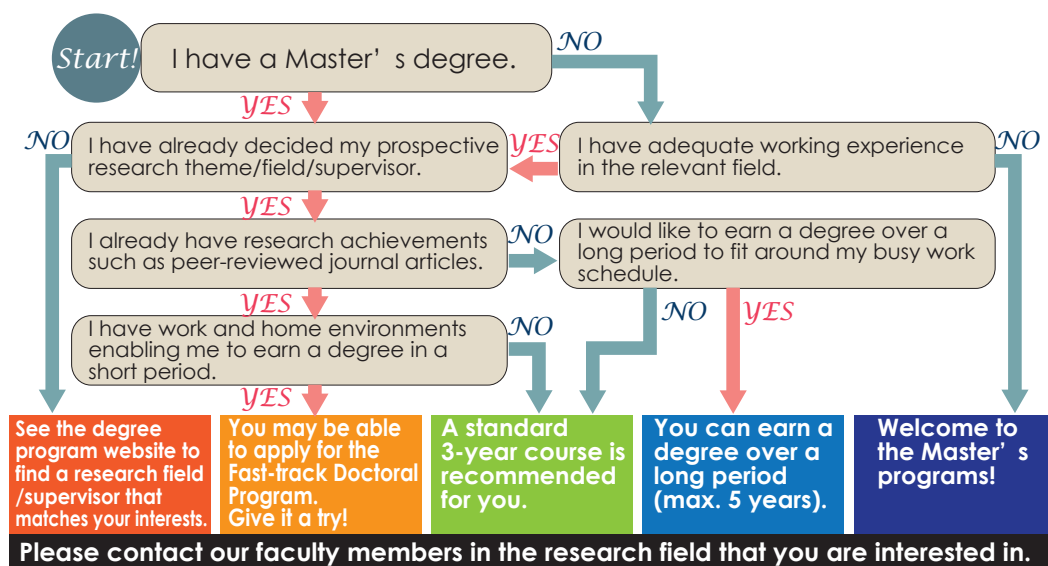 Start!
I have a Master’ s degree.
NO
YES
NO
I have already decided my prospective
research theme/field/supervisor.
YES
I have adequate working experience
in the relevant field.
NO
YES
I already have research achievements
such as peer-reviewed journal articles.
NO
I would like to earn a degree over a
long period to fit around my busy work
schedule.
YES
NO
YES
I have work and home environments
enabling me to earn a degree in a
short period.
NO
YES
See the degree
program website to
find a research field
/supervisor that
matches your interests.
You may be able
to apply for the
Fast-track Doctoral
Program.
Give it a try!
A standard
3-year course is
recommended
for you.
You can earn a
degree over a
long period
(max. 5 years).
Welcome to
the Master’ s
programs!
Please contact our faculty members in the research field that you are interested in.